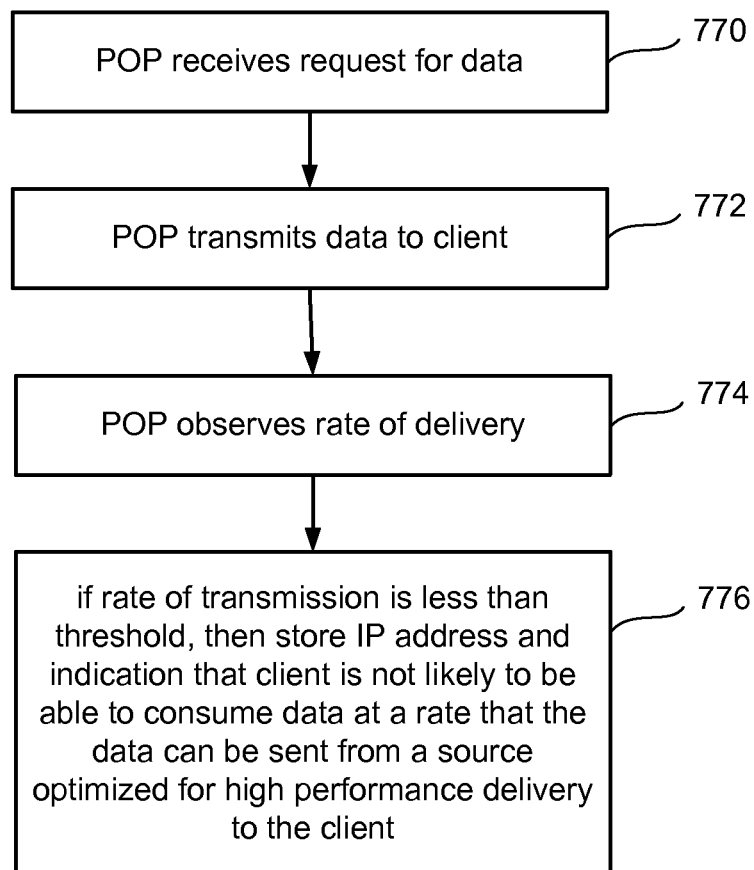 POP receives request for data
770
POP transmits data to client
772
POP observes rate of delivery
774
if rate of transmission is less than
threshold, then store IP address and
indication that client is not likely to be
able to consume data at a rate that the
data can be sent from a source
optimized for high performance delivery
to the client
776